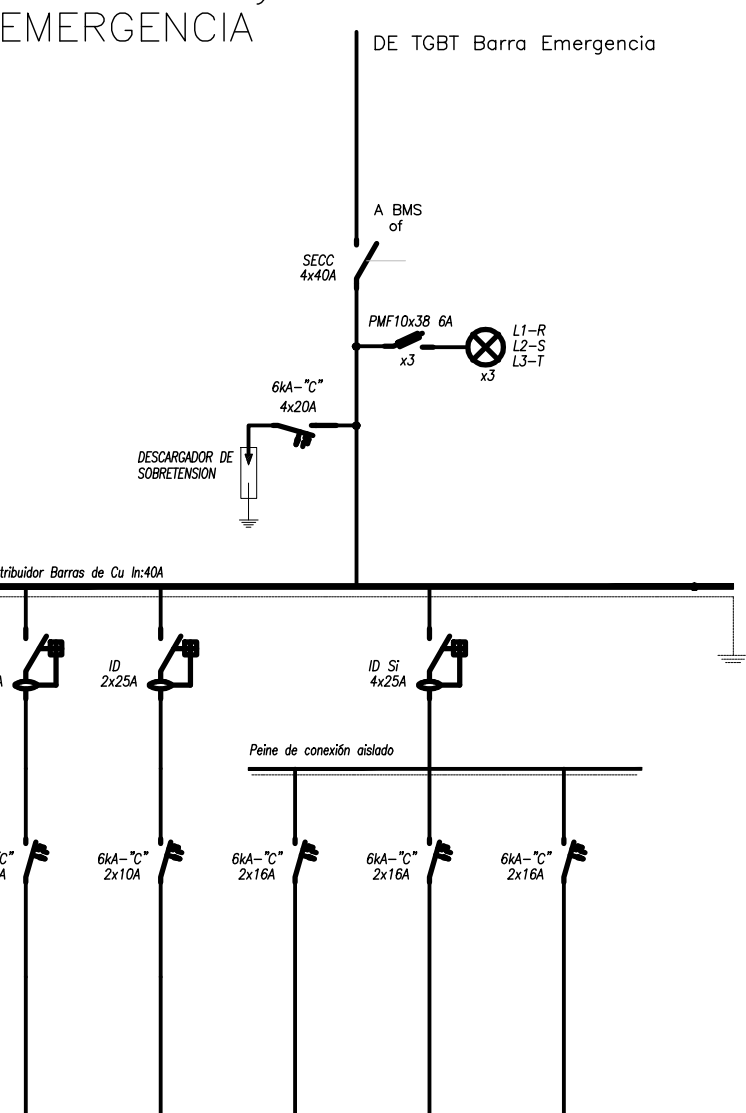 EMERGENCIA
DE TGBT Barra Emergencia
A BMS
of
SECC
4x40A
PMF10x38 6A
x3
L1-R
L2-S
L3-T
x3
6kA-"C"
4x20A
DESCARGADOR DE
SOBRETENSION
tribuidor Barras de Cu In:40A
A
ID
2x25A
ID Si
4x25A
Peine de conexión aislado
C"
A
6kA-"C"
2x10A
6kA-"C"
2x16A
6kA-"C"
2x16A
6kA-"C"
2x16A